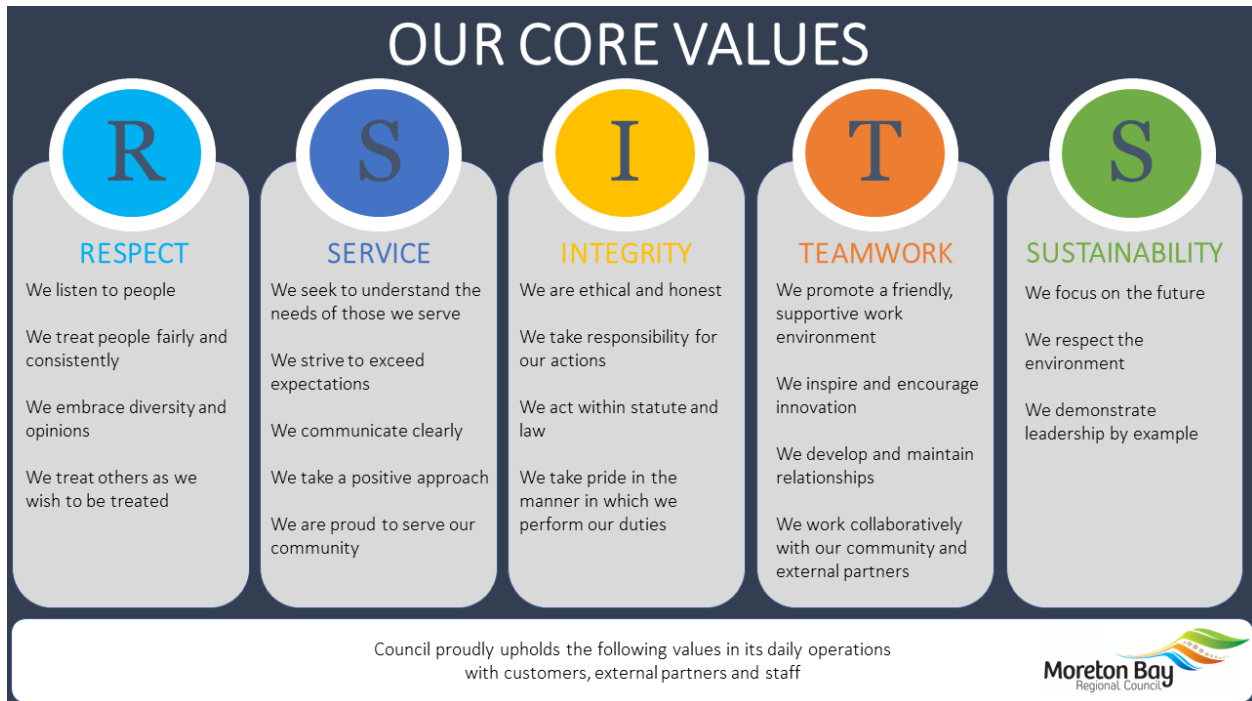 OUR CORE VALUES
R
RESPECT
We listen to people
We treat people fairly and
consistently
We embrace diversity and
opinions
We treat others as we
wish to be treated
S
SERVICE
We seek to understand the
needs of those we serve
We strive to exceed
expectations
We communicate clearly
We take a positive approach
We are proud to serve our
community
I
INTEGRITY
We are ethical and honest
We take responsibility for
our actions
We act within statute and
law
We take pride in the
manner in which we
perform our duties
T
TEAMWORK
We promote a friendly,
supportive work
environment
We inspire and encourage
innovation
We develop and maintain
relationships
We work collaboratively
with our community and
external partners
S
SUSTAINABILITY
We focus on the future
We respect the
environment
We demonstrate
leadership by example
Council proudly upholds the following values in its daily operations
with customers, external partners and staff
Moreton Bay
Regional Council